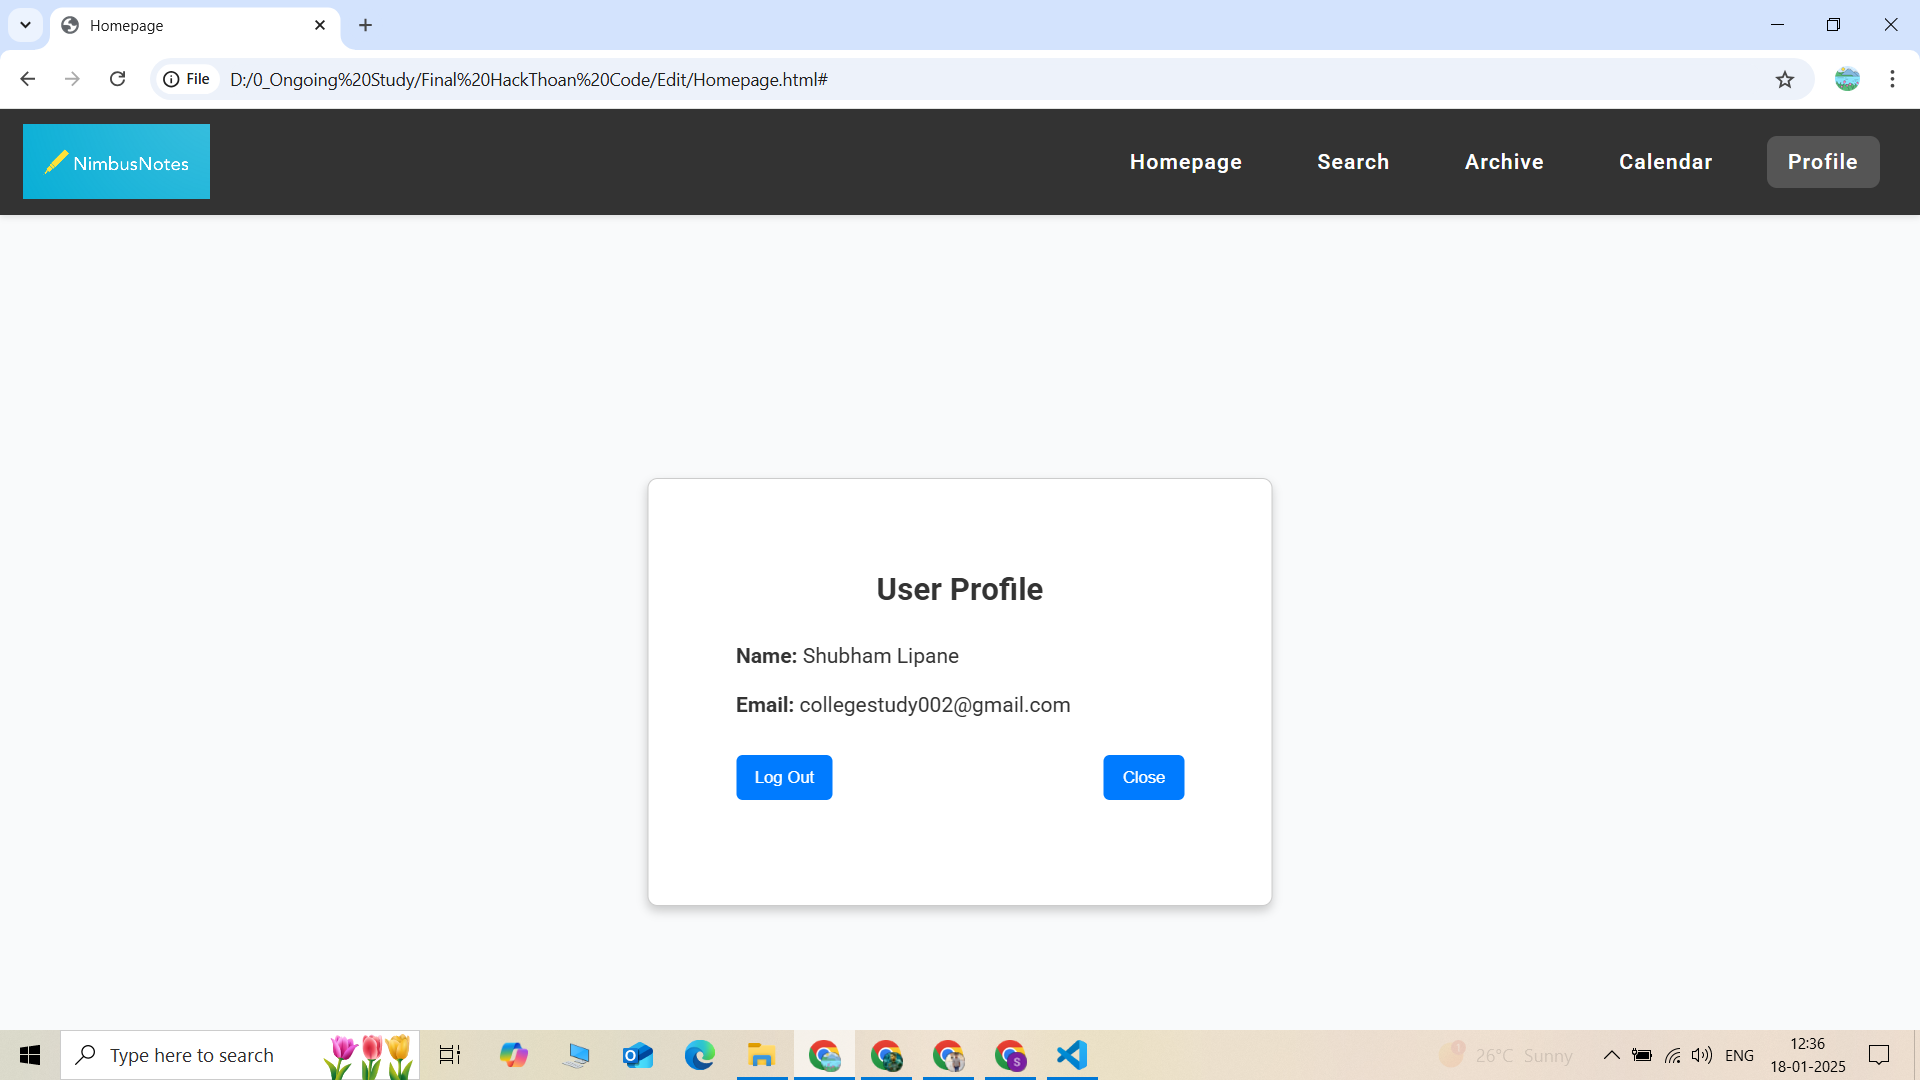 Homepage
File
D:/0_Ongoing%20Study/Final%20HackThoan%20Code/Edit/Homepage.html#
NimbusNotes
Homepage
Search
Archive
Calendar
Profile
User Profile
Name: Shubham Lipane
Email: collegestudy002@gmail.com
Log Out
Close
Type here to search
O
S
1
26°C Sunny
ENG
12:36
18-01-2025